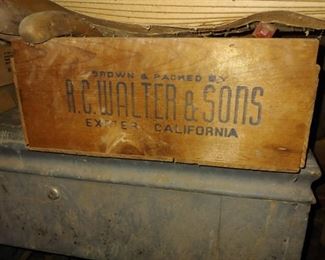 GROWN & PACKED BY
R.C. WALTER & SONS
EXETER, CALIFORNIA